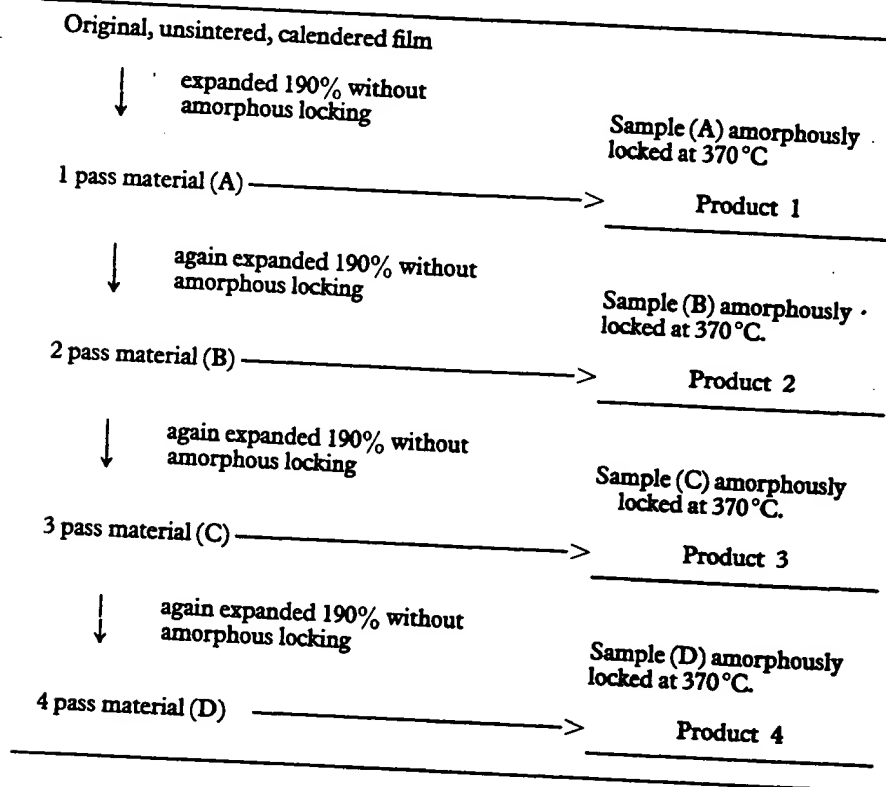 Original, unsintered, calendered film
expanded 190% without
amorphous locking
Sample (A) amorphously
locked at 370°C
1 pass material (A)
Product 1
again expanded 190% without
amorphous locking
Sample (B) amorphously
locked at 370°C.
2 pass material (B)
Product 2
again expanded 190% without
amorphous locking
Sample (C) amorphously
locked at 370°C.
3 pass material (C)
Product 3
again expanded 190% without
amorphous locking
Sample (D) amorphously
locked at 370°C.
4 pass material (D)
Product 4